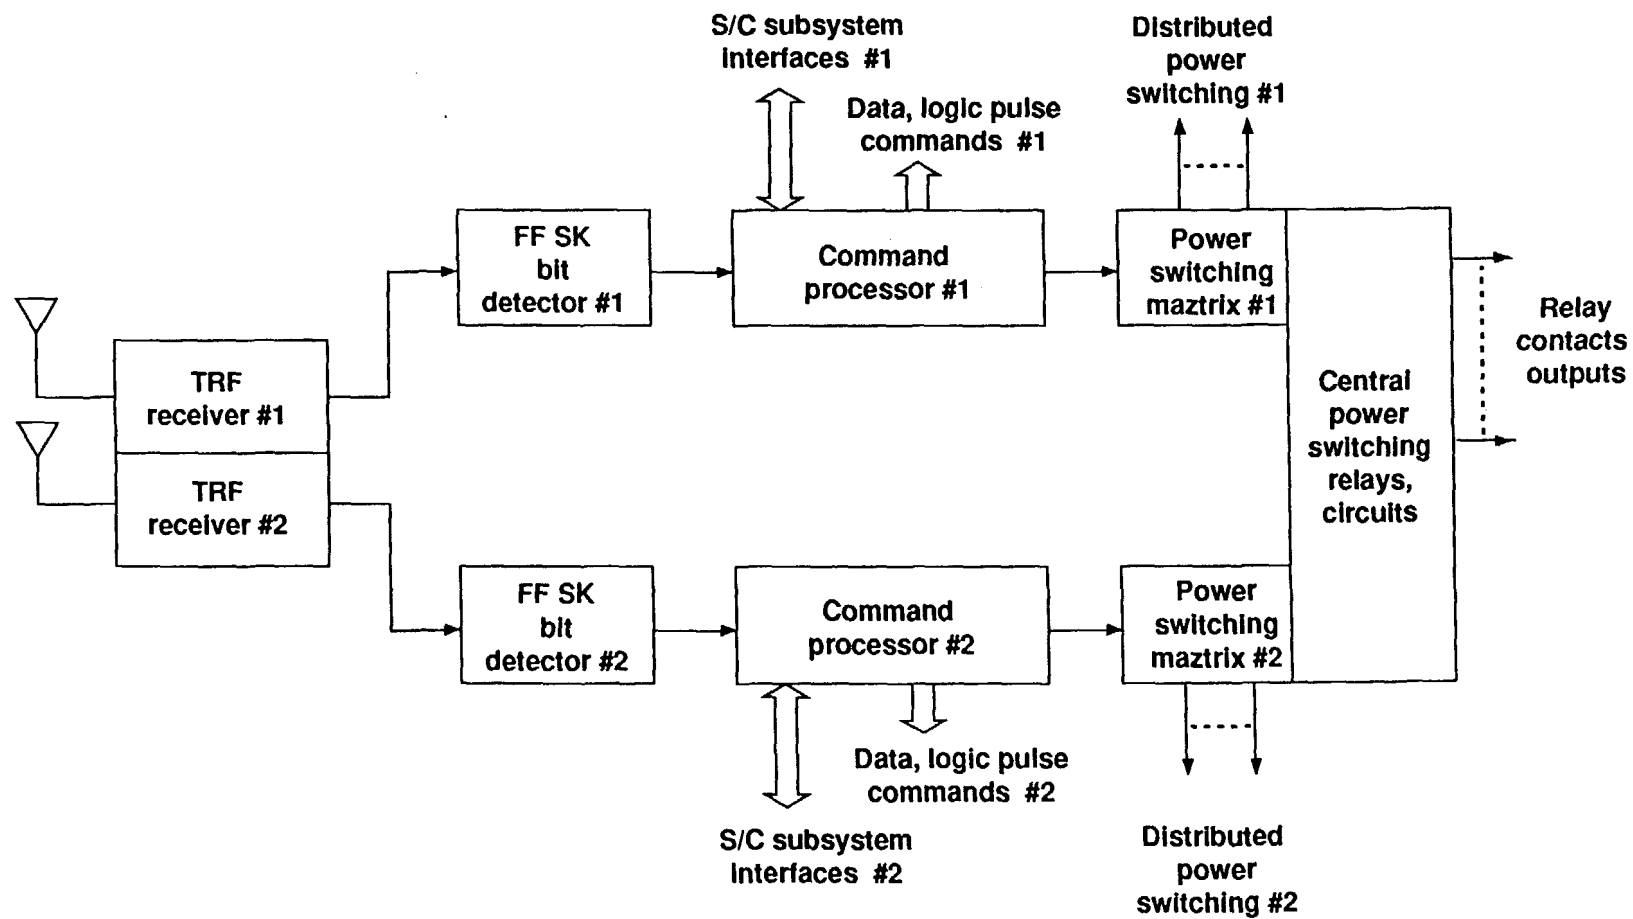 S/C subsystem
interfaces #1
Data, logic pulse
commands #1
Distributed
power
switching #1
FF SK
bit
detector #1
Command
processor #1
Power
switching
maztrix #1
TRF
receiver #1
TRF
receiver #2
Central
power
switching
relays,
circuits
Relay
contacts
outputs
FF SK
bit
detector #2
Command
processor #2
Power
switching
maztrix #2
Data, logic pulse
commands #2
S/C subsystem
interfaces #2
Distributed
power
switching #2